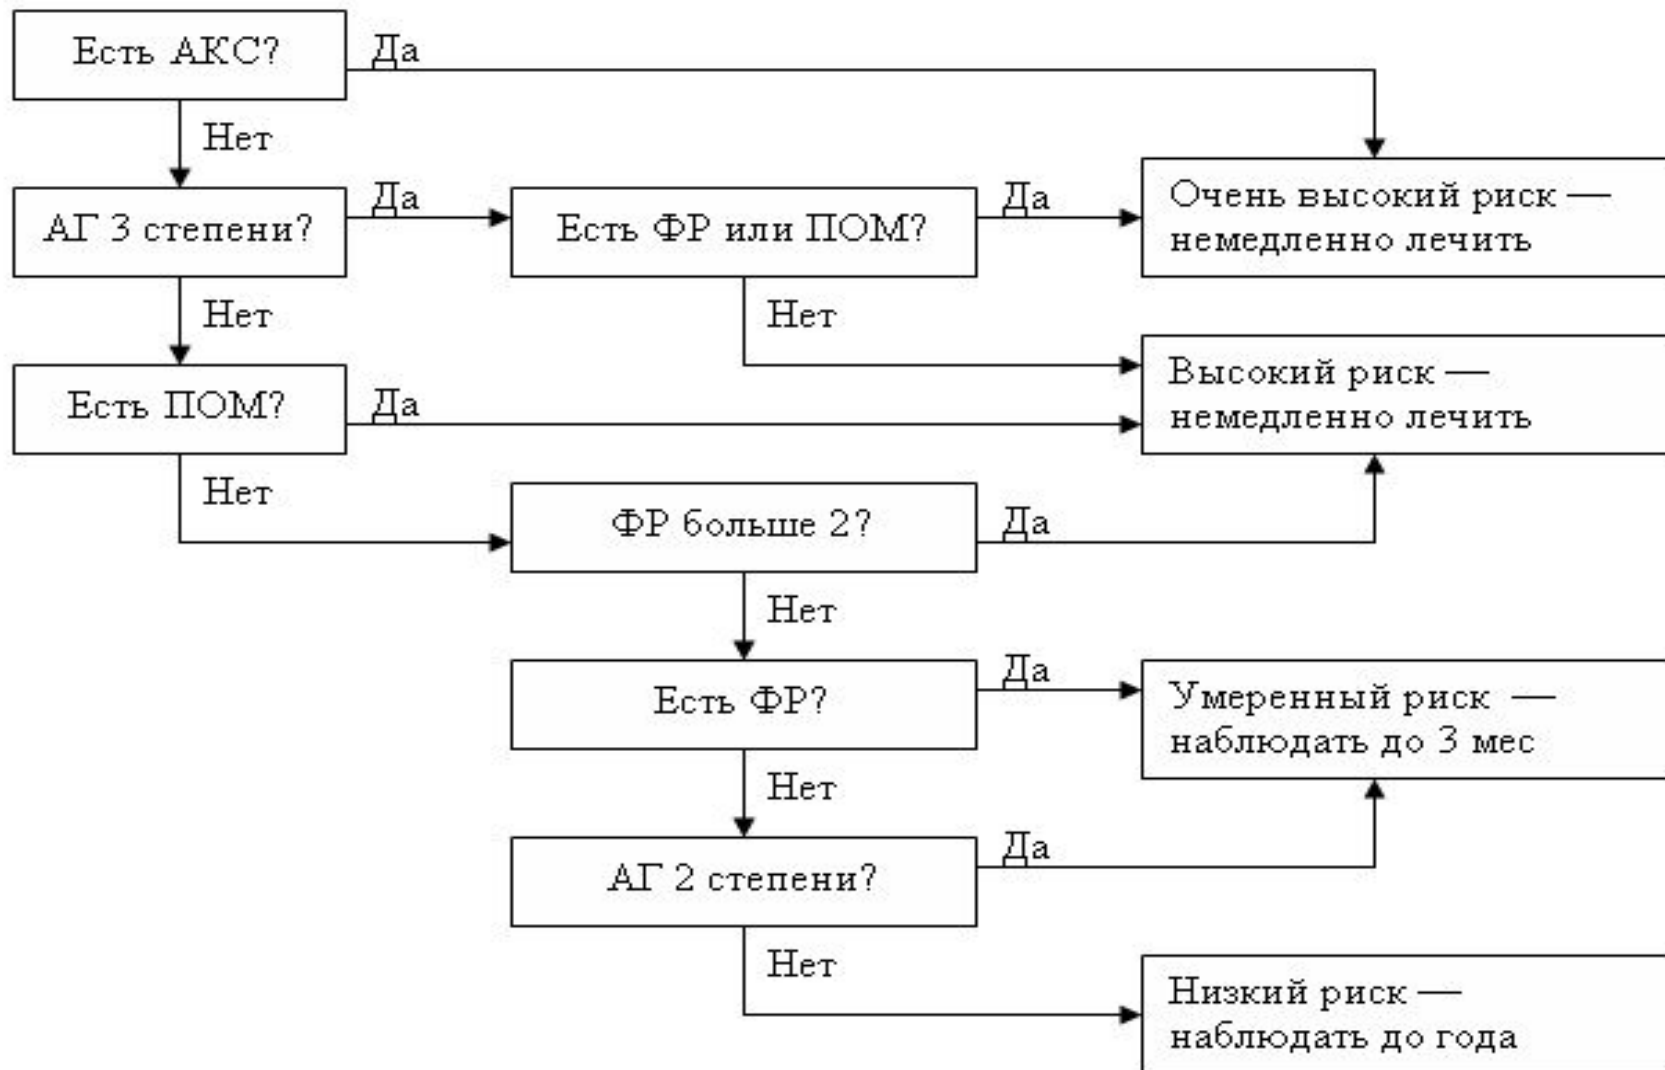 Есть АКС?
Да
Нет
АГ 3 степени?
Да
Есть ФР или ПОМ?
Да
Очень высокий риск —
немедленно лечить
Нет
Нет
Есть ПОМ?
Да
Высокий риск —
немедленно лечить
Нет
ФР больше 2?
Да
Нет
Есть ФР?
Да
Умеренный риск —
наблюдать до 3 мес
Нет
АГ 2 степени?
Да
Нет
Низкий риск —
наблюдать до года